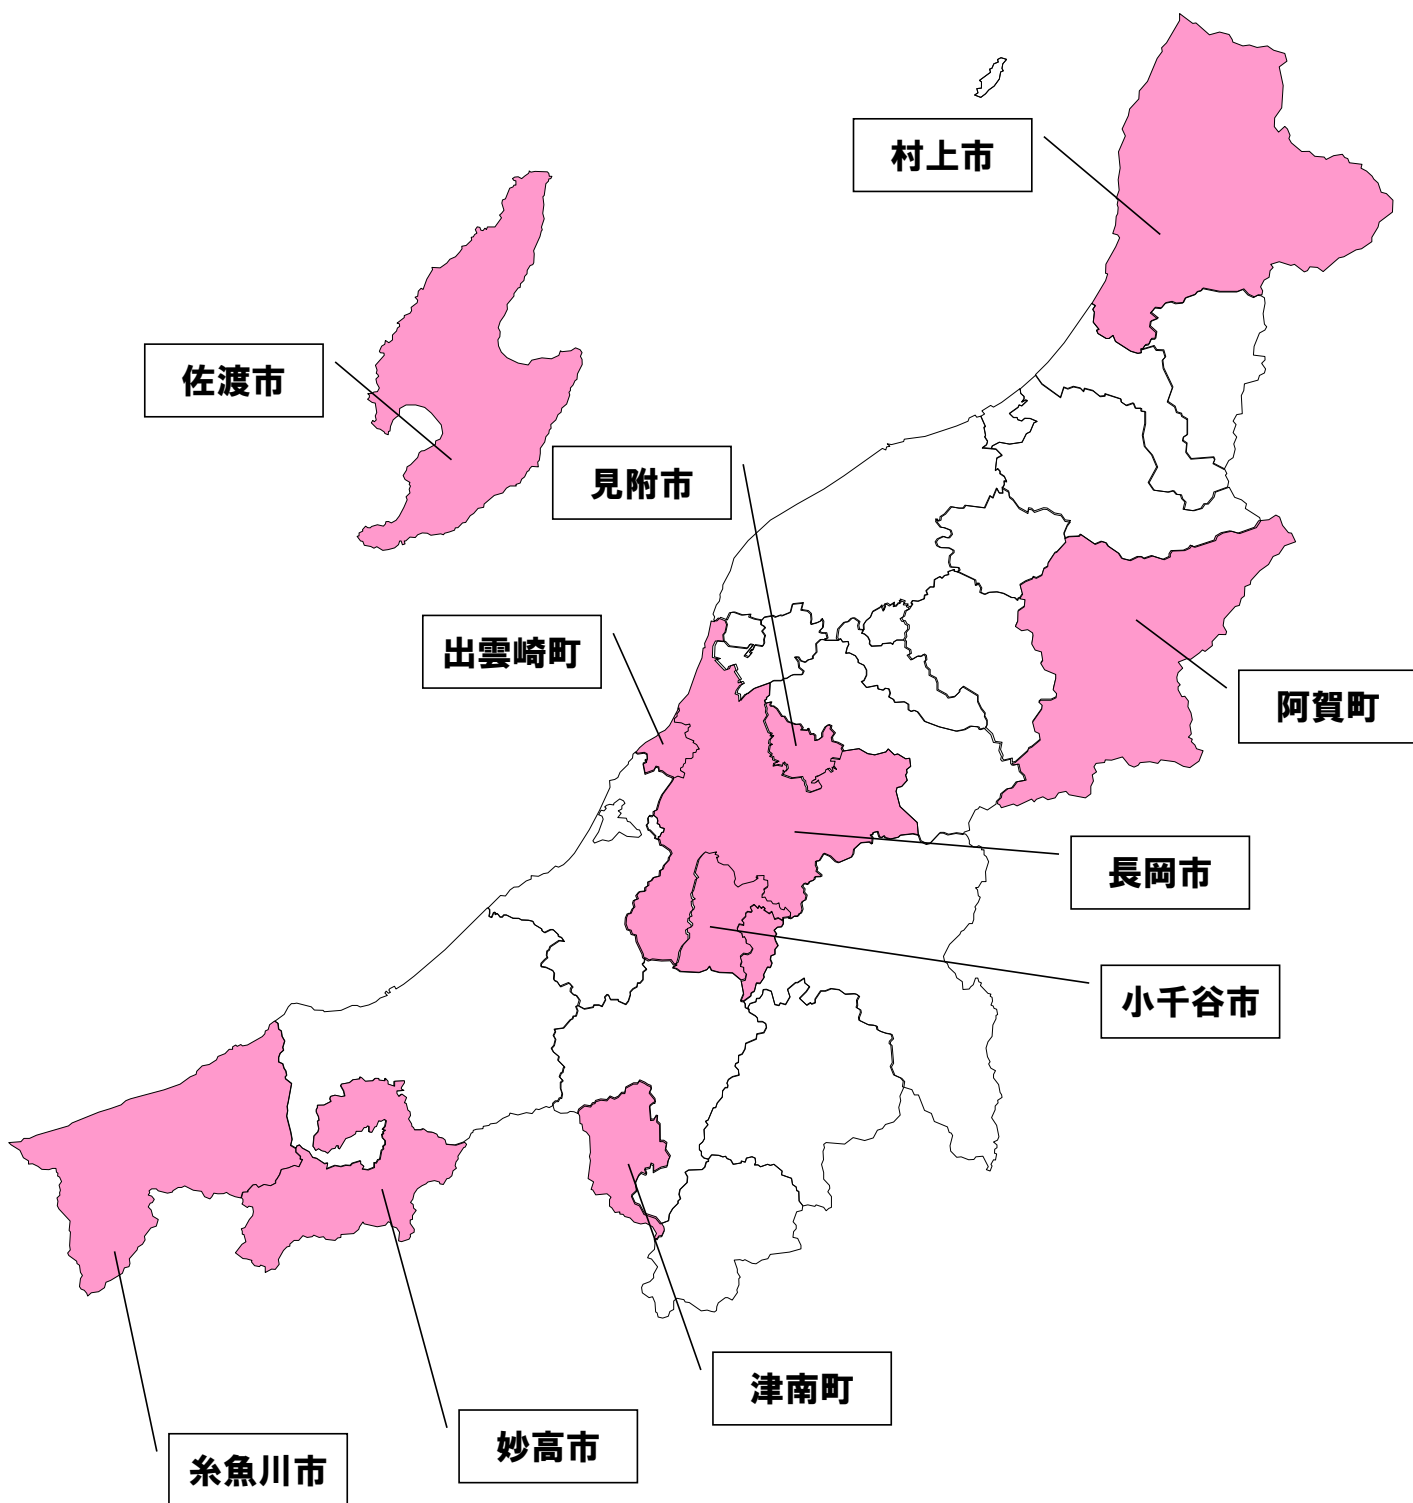 村上市
佐渡市
見附市
出雲崎町
阿賀町
長岡市
小千谷市
津南町
妙高市
糸魚川市